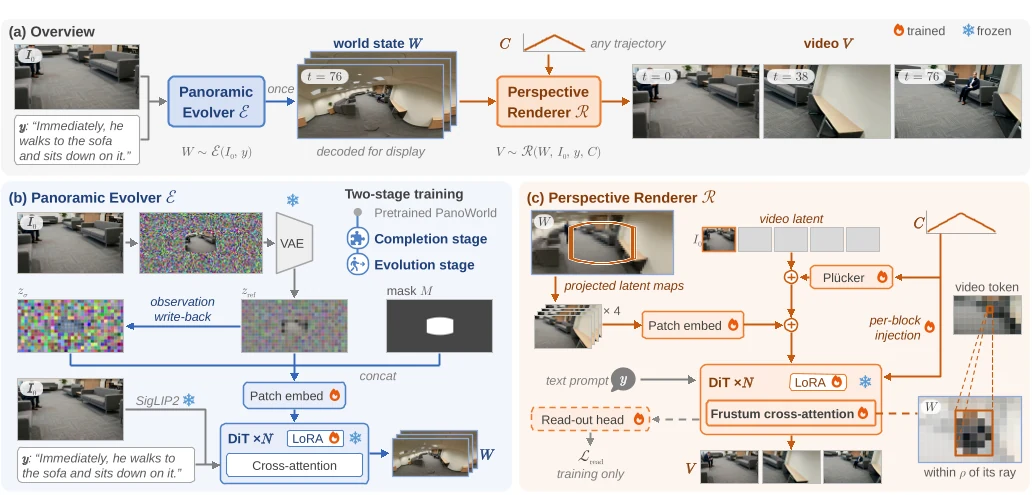 (a) Overview
trained
frozen
I₀
y: “Immediately, he
walks to the sofa
and sits down on it.”
Panoramic
Evolver ℰ
W ∼ ℰ(I₀, y)
once
world state W
t = 76
decoded for display
C
any trajectory
Perspective
Renderer ℛ
V ∼ ℛ(W, I₀, y, C)
video V
t = 0
t = 38
t = 76
(b) Panoramic Evolver ℰ
I₀
VAE
Two-stage training
Pretrained PanoWorld
Completion stage
Evolution stage
zσ
observation
write-back
z_ref
mask M
concat
Patch embed
I₀
SigLIP2
y: “Immediately, he walks to
the sofa and sits down on it.”
DiT ×N
LoRA
Cross-attention
W
(c) Perspective Renderer ℛ
W
projected latent maps
× 4
Patch embed
video latent
I₀
Plücker
C
per-block
injection
video token
text prompt y
DiT ×N
LoRA
Frustum cross-attention
Read-out head
ℒ_read
training only
V
W
within ρ of its ray